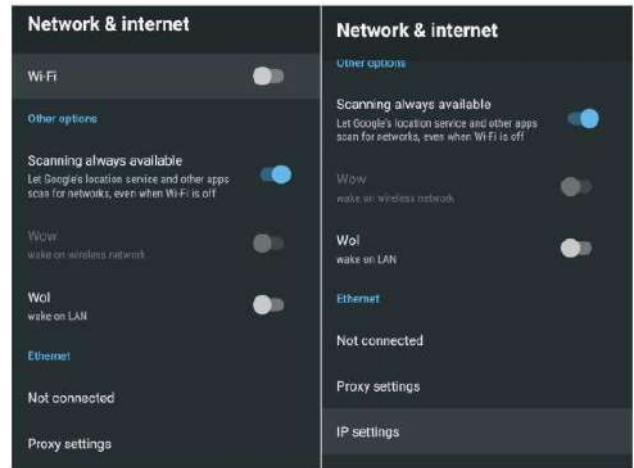 Network & internet
Wi-Fi
Other options
Scanning always available
Let Google's location service and other apps
scan for networks, even when Wi-Fi is off
Wow
wake on wireless network
Wol
wake on LAN
Ethernet
Not connected
Proxy settings
Network & internet
Other options
Scanning always available
Let Google's location service and other apps
scan for networks, even when Wi-Fi is off
Wow
wake on wireless network
Wol
wake on LAN
Ethernet
Not connected
Proxy settings
IP settings